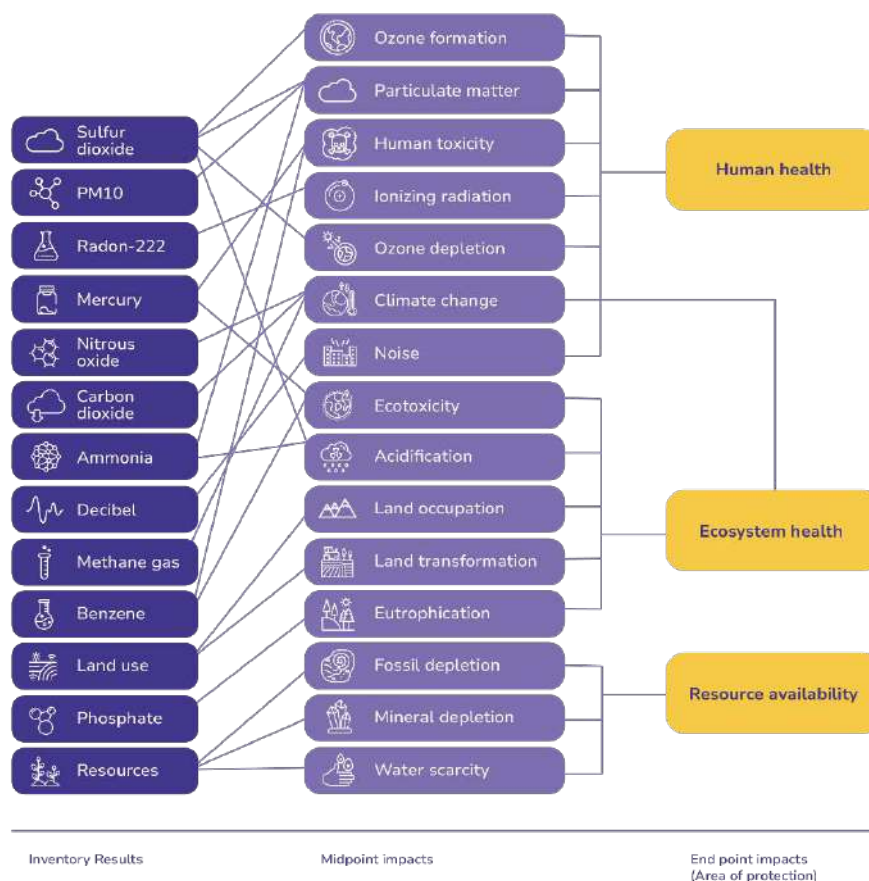 Sulfur
dioxide
PM10
Radon-222
Mercury
Nitrous
oxide
Carbon
dioxide
Ammonia
Decibel
Methane gas
Benzene
Land use
Phosphate
Resources
Ozone formation
Particulate matter
Human toxicity
Ionizing radiation
Ozone depletion
Climate change
Noise
Ecotoxicity
Acidification
Land occupation
Land transformation
Eutrophication
Fossil depletion
Mineral depletion
Water scarcity
Human health
Ecosystem health
Resource availability
Inventory Results
Midpoint impacts
End point impacts
(Area of protection)